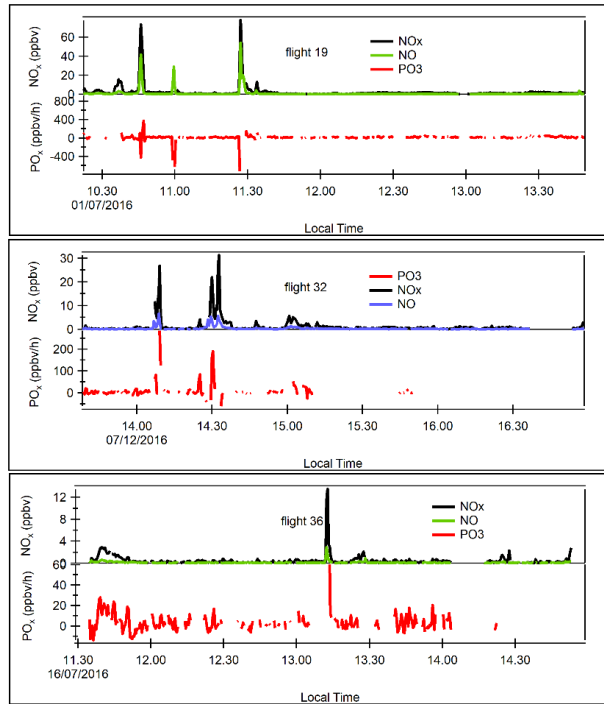 NOx (ppbv)
60
40
20
0
flight 19
NOx
NO
PO3
POx (ppbv/h)
800
400
0
-400
10.30
11.00
11.30
12.00
12.30
13.00
13.30
01/07/2016
Local Time
NOx (ppbv)
30
20
10
0
flight 32
PO3
NOx
NO
POx (ppbv/h)
200
100
0
14.00
14.30
15.00
15.30
16.00
16.30
07/12/2016
Local Time
NOx (ppbv)
12
8
4
0
flight 36
NOx
NO
PO3
POx (ppbv/h)
60
40
20
0
11.30
12.00
12.30
13.00
13.30
14.00
14.30
16/07/2016
Local Time